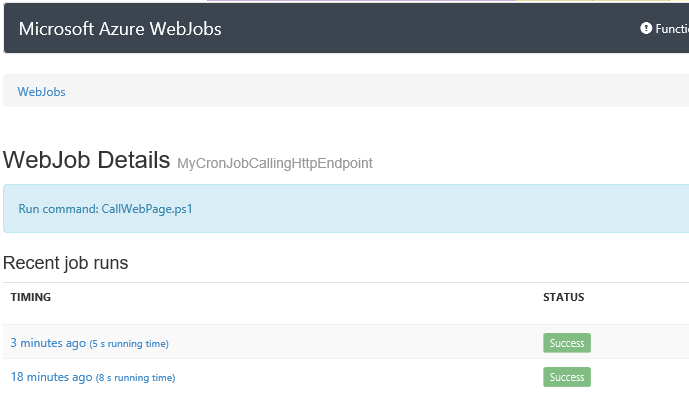 Microsoft Azure WebJobs
Functi
WebJobs
WebJob Details MyCronJobCallingHttpEndpoint
Run command: CallWebPage.ps1
Recent job runs
TIMING STATUS
3 minutes ago (5 s running time) Success
18 minutes ago (8 s running time) Success